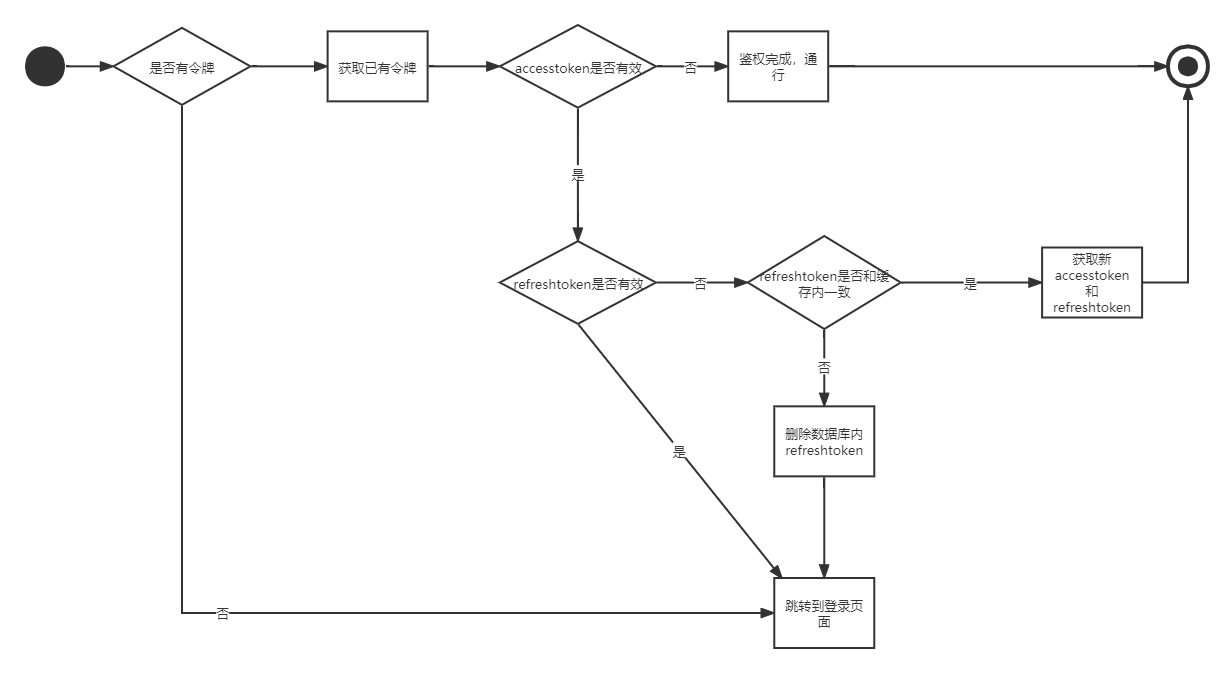 是否有令牌
获取已有令牌
accesstoken是否有效
否
鉴权完成，通
行
是
refreshtoken是否有效
否
refreshtoken是否和缓
存内一致
是
获取新
accesstoken
和
refreshtoken
否
删除数据库内
refreshtoken
是
跳转到登录页
面
否